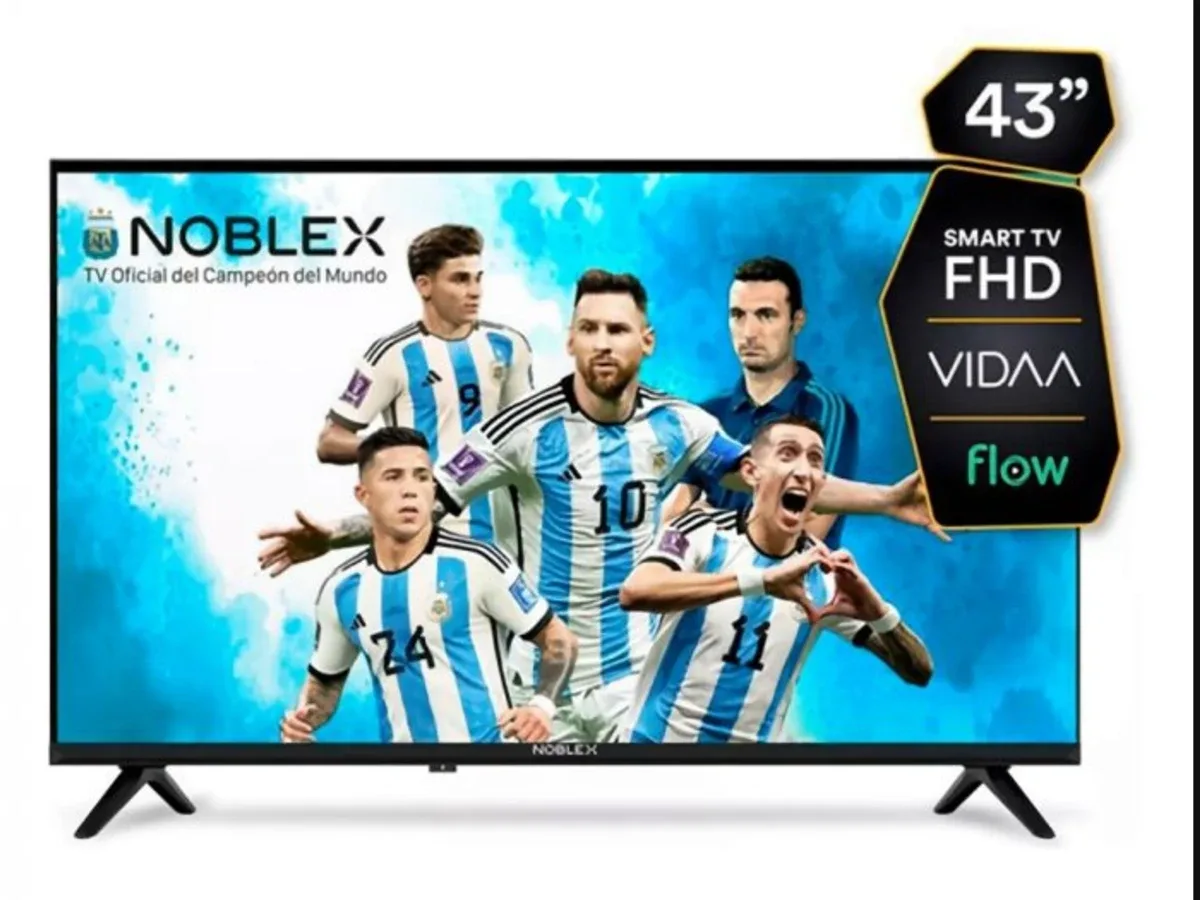 43”
NOBLEX
TV Oficial del Campeón del Mundo
SMART TV
FHD
VIDAA
flow
9
10
24
11
NOBLEX